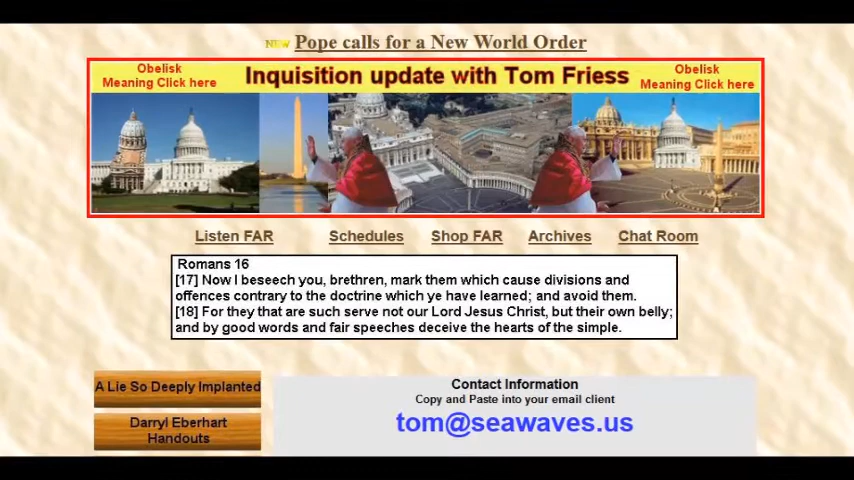 NEW Pope calls for a New World Order
Obelisk
Meaning Click here
Inquisition update with Tom Friess
Obelisk
Meaning Click here
Listen FAR Schedules Shop FAR Archives Chat Room
Romans 16
[17] Now I beseech you, brethren, mark them which cause divisions and
offences contrary to the doctrine which ye have learned; and avoid them.
[18] For they that are such serve not our Lord Jesus Christ, but their own belly;
and by good words and fair speeches deceive the hearts of the simple.
A Lie So Deeply Implanted
Darryl Eberhart
Handouts
Contact Information
Copy and Paste into your email client
tom@seawaves.us